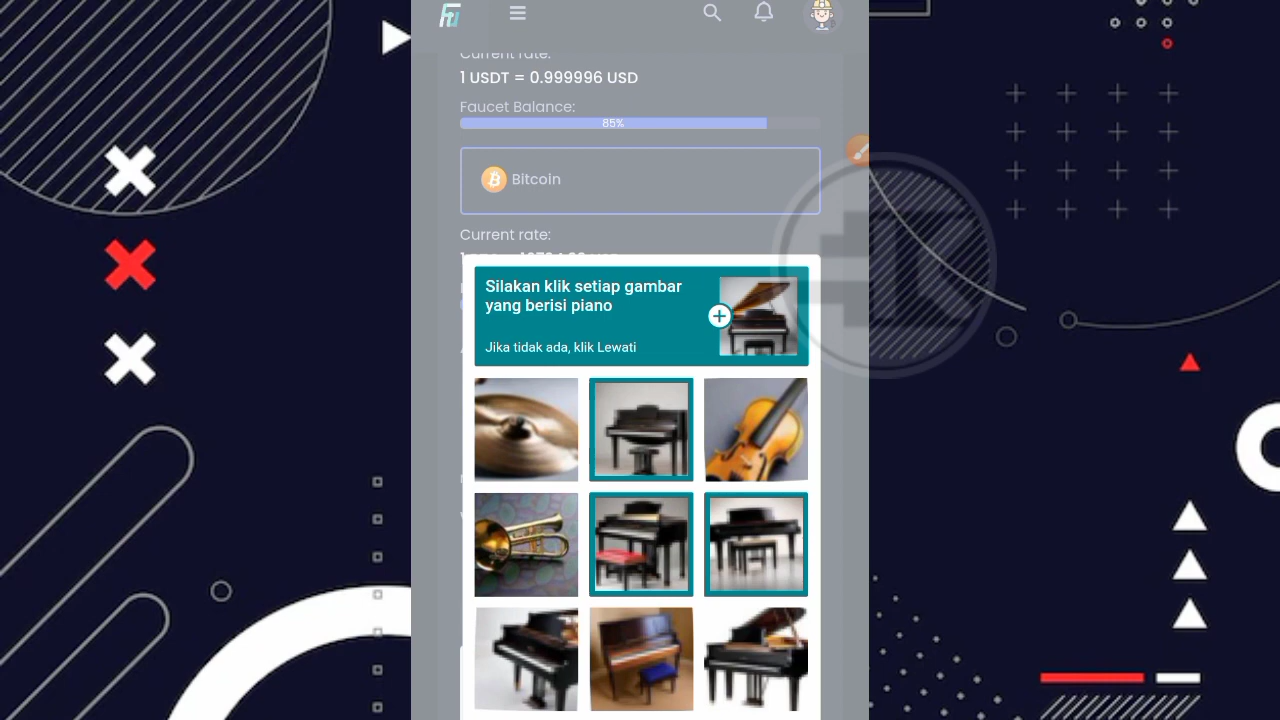 Current rate:
1 USDT = 0.999996 USD
Faucet Balance:
85%
Bitcoin
Current rate:
Silakan klik setiap gambar
yang berisi piano
Jika tidak ada, klik Lewati